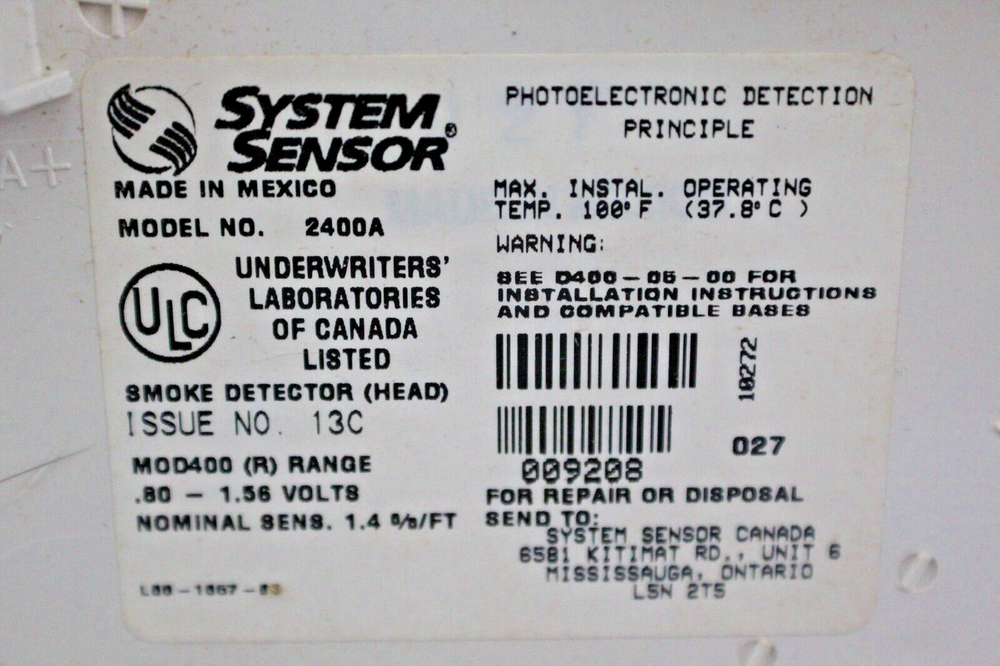 SYSTEM
SENSOR®
MADE IN MEXICO
MODEL NO. 2400A
ULC
UNDERWRITERS'
LABORATORIES
OF CANADA
LISTED
SMOKE DETECTOR (HEAD)
ISSUE NO. 13C
MOD400 (R) RANGE
.80 – 1.56 VOLTS
NOMINAL SENS. 1.4 %/FT
PHOTOELECTRONIC DETECTION
PRINCIPLE
MAX. INSTAL. OPERATING
TEMP. 100°F (37.8°C )
WARNING:
SEE D400 – 06 – 00 FOR
INSTALLATION INSTRUCTIONS
AND COMPATIBLE BASES
10272
027
009208
FOR REPAIR OR DISPOSAL
SEND TO:
SYSTEM SENSOR CANADA
6581 KITIMAT RD., UNIT 6
MISSISSAUGA, ONTARIO
L5N 2T5
A+